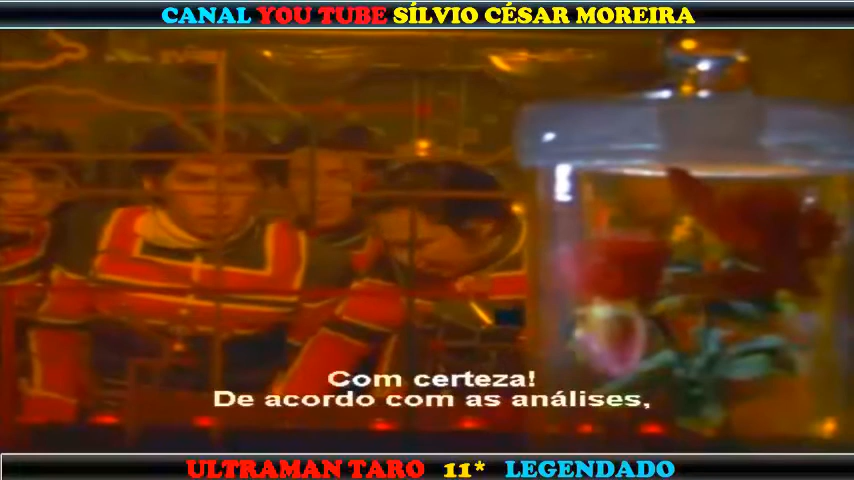 CANAL YOU TUBE SÍLVIO CÉSAR MOREIRA
Com certeza!
De acordo com as análises,
ULTRAMAN TARO 11* LEGENDADO